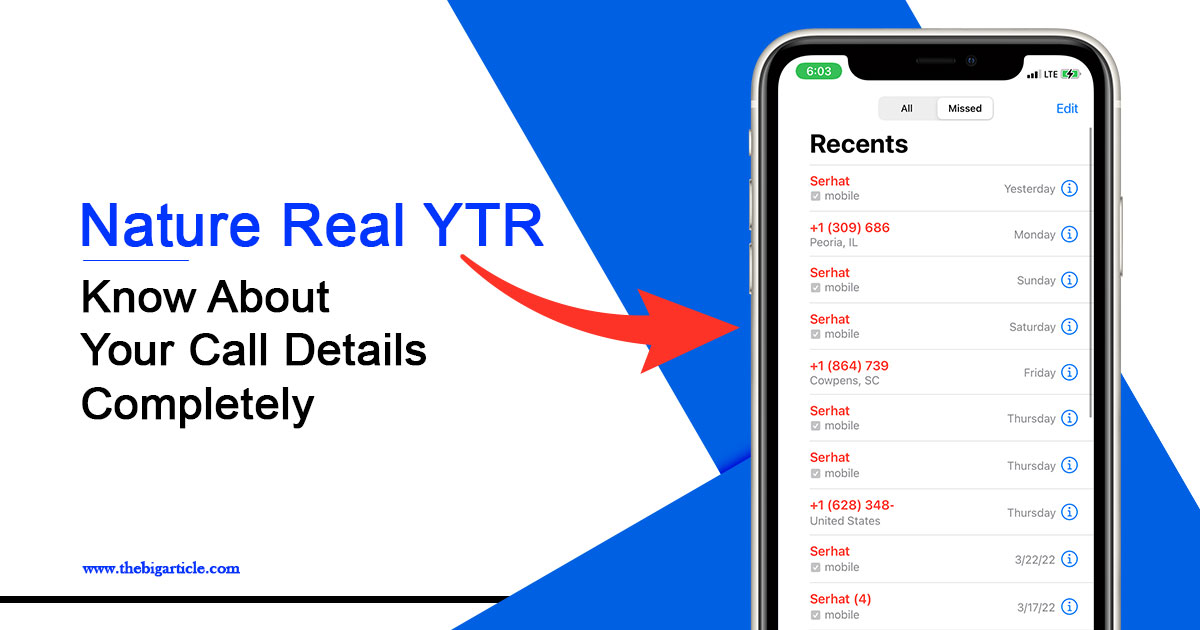 Nature Real YTR
Know About
Your Call Details
Completely
www.thebigarticle.com
6:03
LTE
All
Missed
Edit
Recents
Serhat
mobile
Yesterday
+1 (309) 686
Peoria, IL
Monday
Serhat
mobile
Sunday
Serhat
mobile
Saturday
+1 (864) 739
Cowpens, SC
Friday
Serhat
mobile
Thursday
Serhat
mobile
Thursday
+1 (628) 348-
United States
Thursday
Serhat
mobile
3/22/22
Serhat (4)
mobile
3/17/22